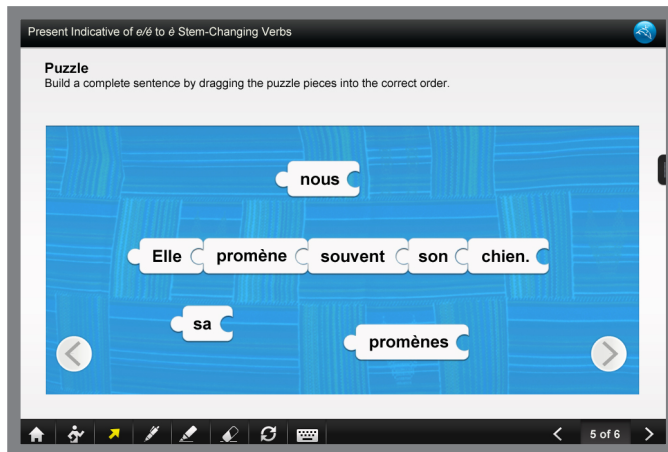 Present Indicative of e/é to è Stem-Changing Verbs
Puzzle
Build a complete sentence by dragging the puzzle pieces into the correct order.
nous
Elle promène souvent son chien.
sa
promènes
5 of 6